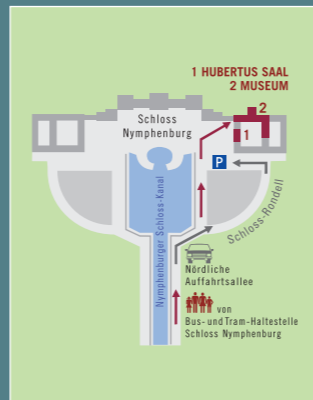 1 HUBERTUS SAAL
2 MUSEUM
2
1
Schloss
Nymphenburg
P
Nymphenburger Schloss-Kanal
Schloss-Rondell
Nördliche
Auffahrtsallee
von
Bus- und Tram-Haltestelle
Schloss Nymphenburg